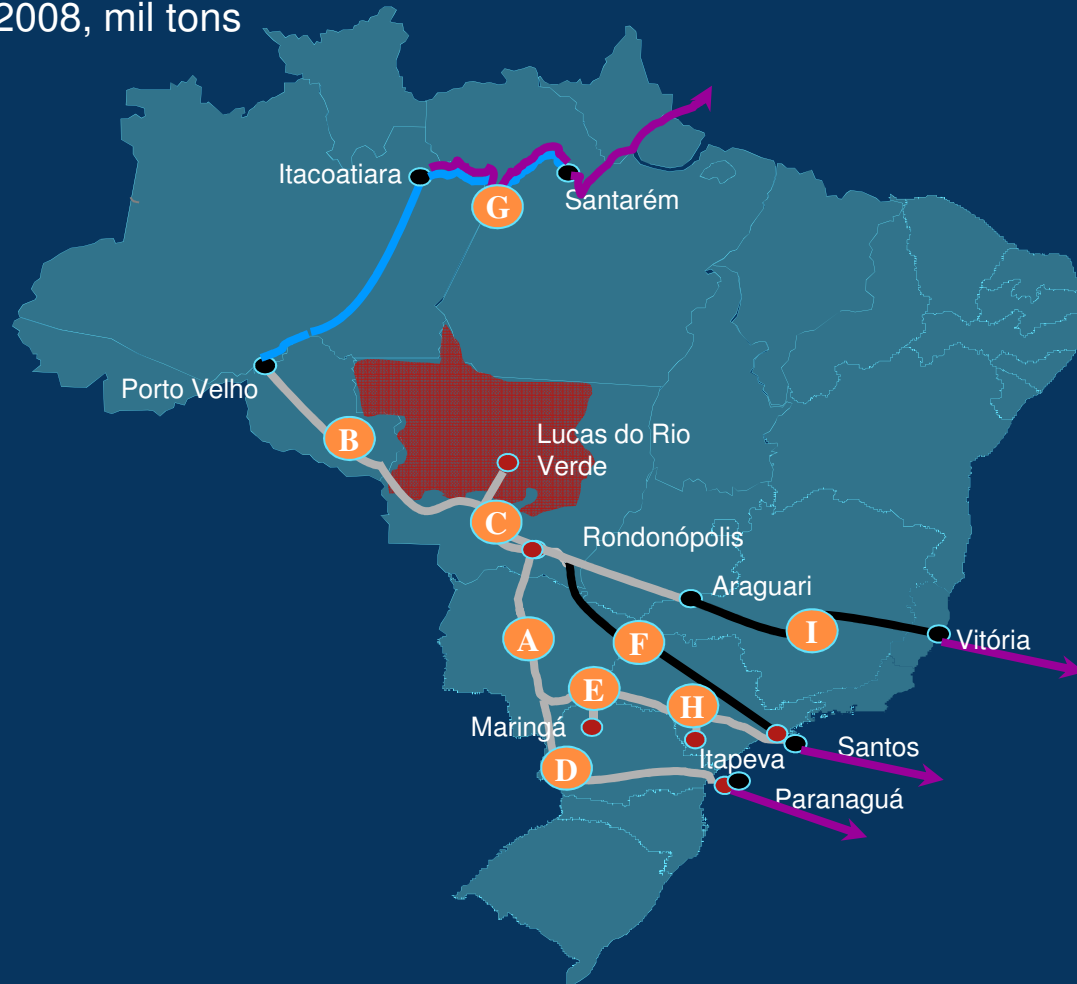 2008, mil tons
Itacoatiara
Santarém
G
Porto Velho
B
Lucas do Rio
Verde
C
Rondonópolis
Araguari
A
F
I
Vitória
E
H
Maringá
Itapeva
Santos
D
Paranaguá